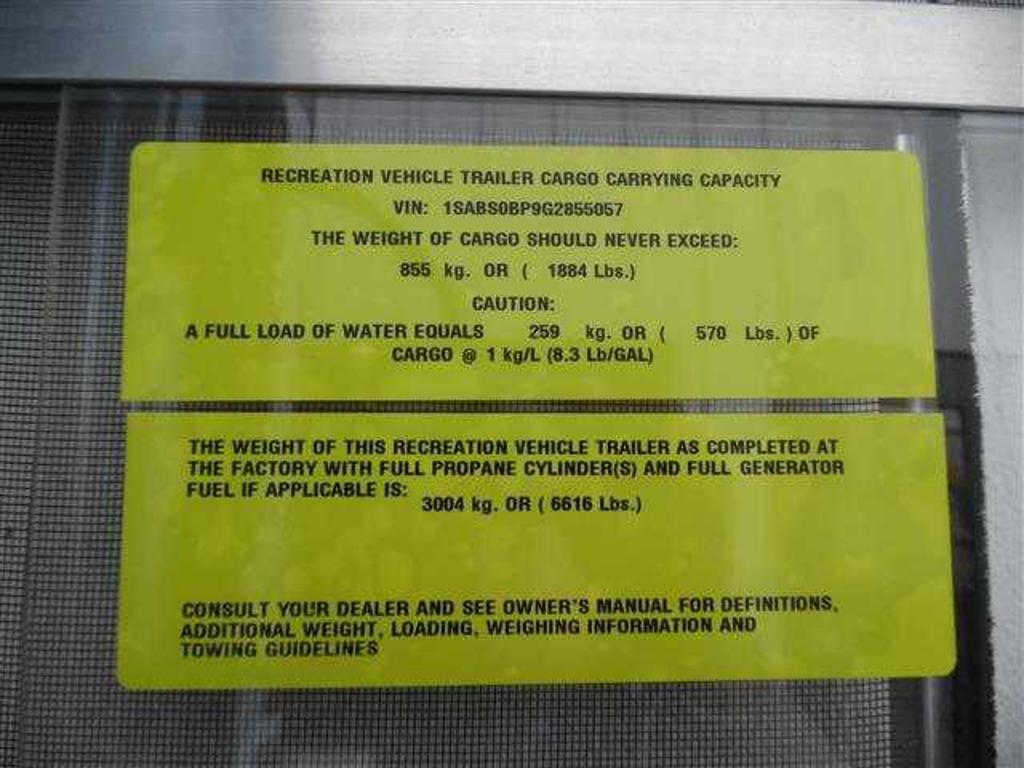 RECREATION VEHICLE TRAILER CARGO CARRYING CAPACITY
VIN: 1SABS0BP9G2855057
THE WEIGHT OF CARGO SHOULD NEVER EXCEED:
855 kg. OR ( 1884 Lbs.)
CAUTION:
A FULL LOAD OF WATER EQUALS 259 kg. OR ( 570 Lbs. ) OF
CARGO @ 1 kg/L (8.3 Lb/GAL)
THE WEIGHT OF THIS RECREATION VEHICLE TRAILER AS COMPLETED AT
THE FACTORY WITH FULL PROPANE CYLINDER(S) AND FULL GENERATOR
FUEL IF APPLICABLE IS:
3004 kg. OR ( 6616 Lbs.)
CONSULT YOUR DEALER AND SEE OWNER'S MANUAL FOR DEFINITIONS,
ADDITIONAL WEIGHT, LOADING, WEIGHING INFORMATION AND
TOWING GUIDELINES